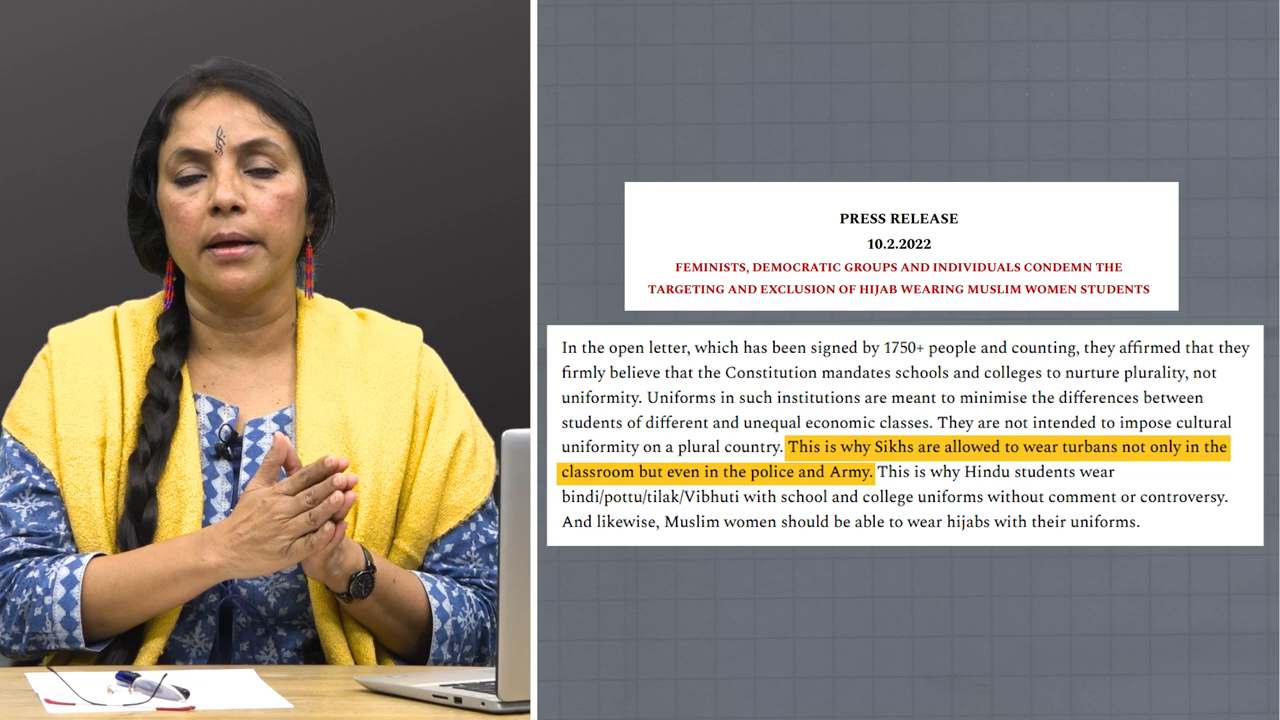 PRESS RELEASE
10.2.2022
FEMINISTS, DEMOCRATIC GROUPS AND INDIVIDUALS CONDEMN THE
TARGETING AND EXCLUSION OF HIJAB WEARING MUSLIM WOMEN STUDENTS
In the open letter, which has been signed by 1750+ people and counting, they affirmed that they
firmly believe that the Constitution mandates schools and colleges to nurture plurality, not
uniformity. Uniforms in such institutions are meant to minimise the differences between
students of different and unequal economic classes. They are not intended to impose cultural
uniformity on a plural country. This is why Sikhs are allowed to wear turbans not only in the
classroom but even in the police and Army. This is why Hindu students wear
bindi/pottu/tilak/Vibhuti with school and college uniforms without comment or controversy.
And likewise, Muslim women should be able to wear hijabs with their uniforms.